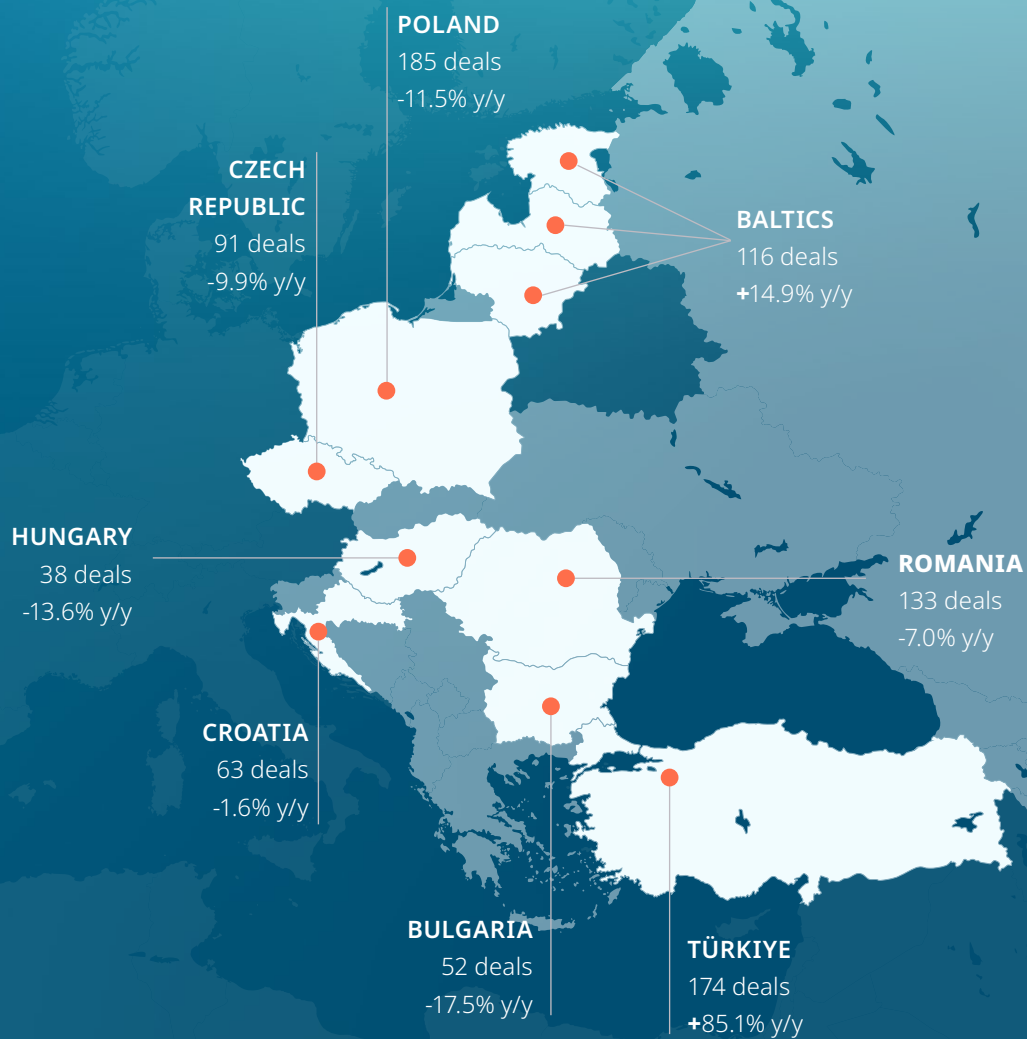 POLAND
185 deals
-11.5% y/y
CZECH
REPUBLIC
91 deals
-9.9% y/y
BALTICS
116 deals
+14.9% y/y
HUNGARY
38 deals
-13.6% y/y
ROMANIA
133 deals
-7.0% y/y
CROATIA
63 deals
-1.6% y/y
BULGARIA
52 deals
-17.5% y/y
TÜRKIYE
174 deals
+85.1% y/y